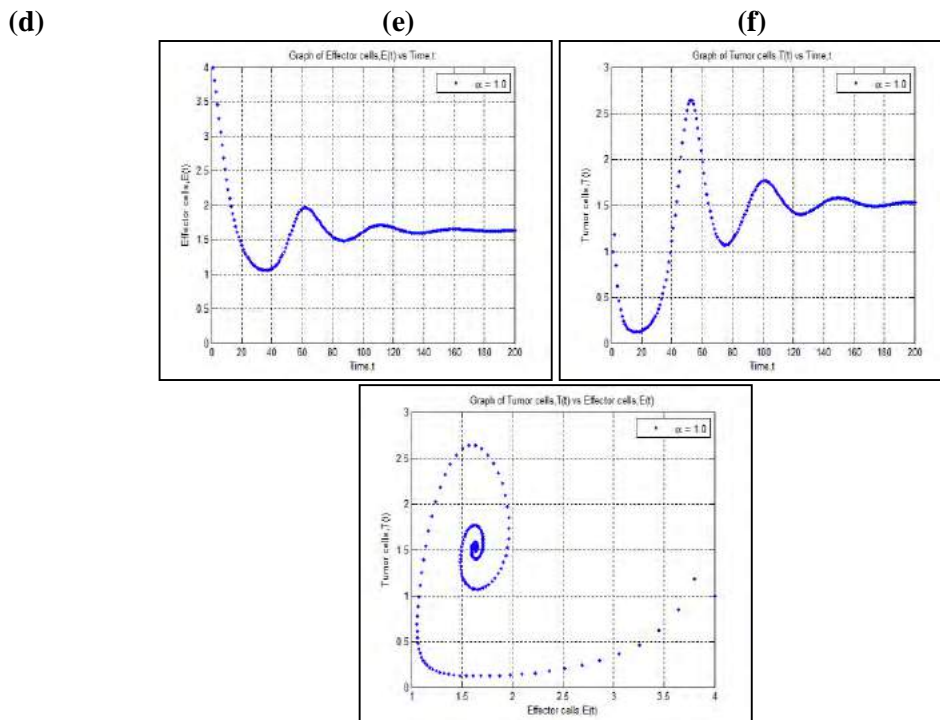 (d) (e) (f)
Graph of Effector cells,E(t) vs Time,t
α = 1.0
4
3.5
3
2.5
2
1.5
1
0.5
0
Effector cells,E(t)
0 20 40 60 80 100 120 140 160 180 200
Time,t
Graph of Tumor cells,T(t) vs Time,t
α = 1.0
3
2.5
2
1.5
1
0.5
0
Tumor cells,T(t)
0 20 40 60 80 100 120 140 160 180 200
Time,t
Graph of Tumor cells,T(t) vs Effector cells,E(t)
α = 1.0
3
2.5
2
1.5
1
0.5
0
Tumor cells,T(t)
1 1.5 2 2.5 3 3.5 4
Effector cells,E(t)